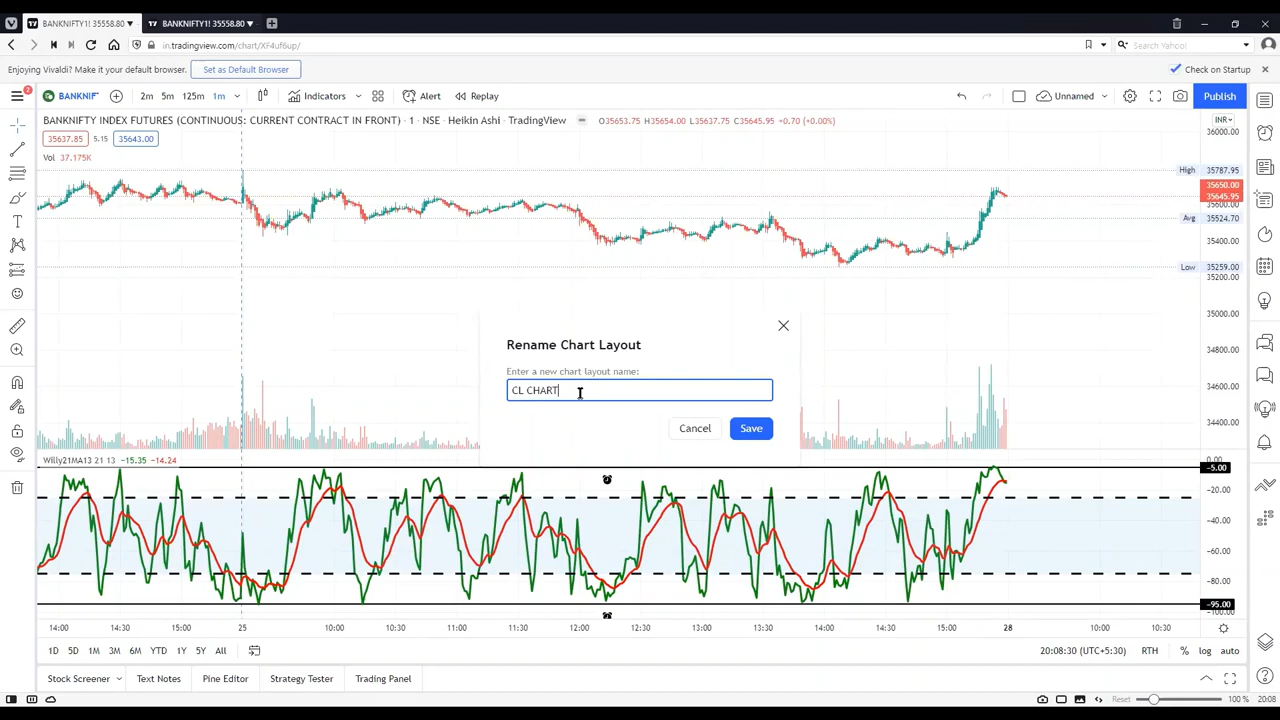 BANKNIFTY1! 35558.80 ▼
BANKNIFTY1! 35558.80 ▼
in.tradingview.com/chart/XF4uf6up/
Search Yahoo!
Enjoying Vivaldi? Make it your default browser.
Set as Default Browser
Check on Startup
BANKNIF
2m 5m 125m 1m
Indicators
Alert
Replay
Unnamed
Publish
BANKNIFTY INDEX FUTURES (CONTINUOUS: CURRENT CONTRACT IN FRONT) · 1 · NSE · Heikin Ashi · TradingView
O35653.75 H35654.00 L35637.75 C35645.95 +0.70 (+0.00%)
INR
35637.85 5.15 35643.00
Vol 37.175K
36000.00
High 35787.95
35650.00
35645.95
35600.00
Avg 35524.70
35400.00
Low 35259.00
35200.00
35000.00
34800.00
34600.00
34400.00
Rename Chart Layout
Enter a new chart layout name:
CL CHART
Cancel
Save
Willy21MA13 21 13 −15.35 −14.24
0.00
-5.00
-20.00
-40.00
-60.00
-80.00
-95.00
-100.00
14:00 14:30 15:00 25 10:00 10:30 11:00 11:30 12:00 12:30 13:00 13:30 14:00 14:30 15:00 28 10:00 10:30
1D 5D 1M 3M 6M YTD 1Y 5Y All
20:08:30 (UTC+5:30) RTH % log auto
Stock Screener
Text Notes
Pine Editor
Strategy Tester
Trading Panel
Reset
100 %
20:08